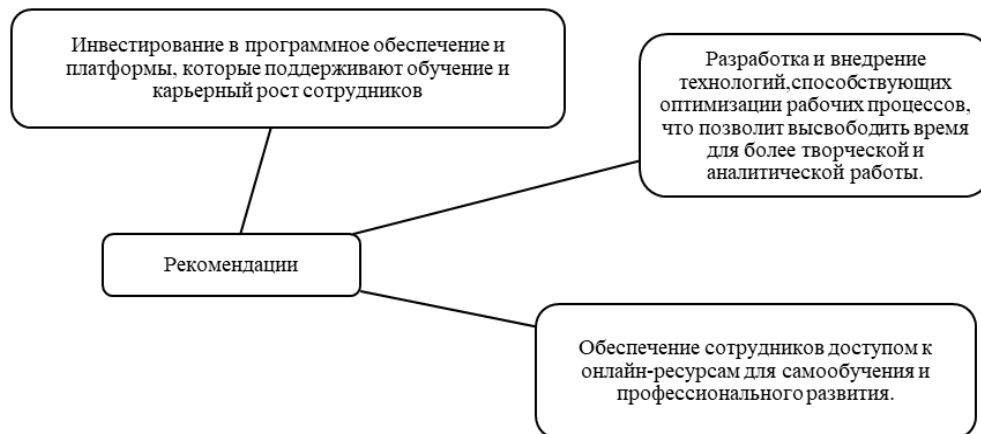 Инвестирование в программное обеспечение и
платформы, которые поддерживают обучение и
карьерный рост сотрудников
Разработка и внедрение
технологий,способствующих
оптимизации рабочих процессов,
что позволит высвободить время
для более творческой и
аналитической работы.
Рекомендации
Обеспечение сотрудников доступом к
онлайн-ресурсам для самообучения и
профессионального развития.